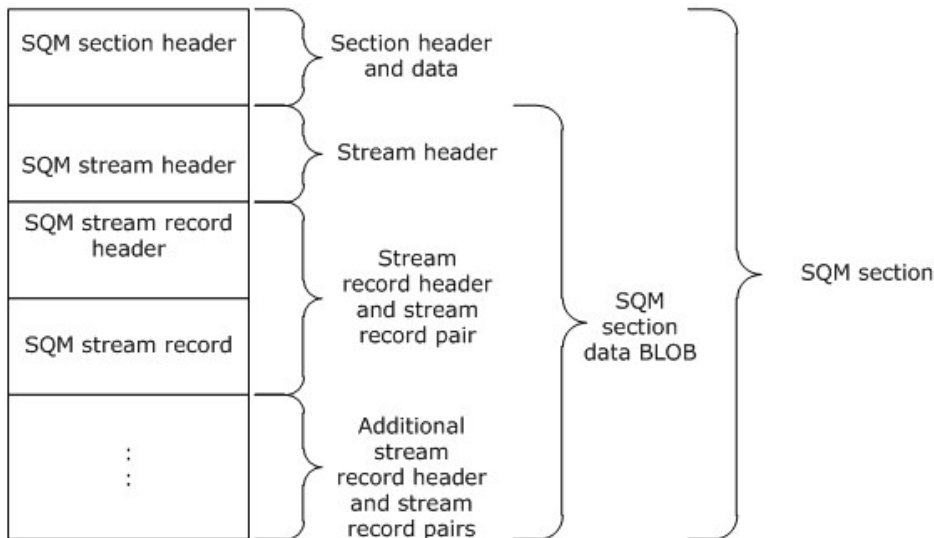 SQM section header
Section header
and data
SQM stream header
Stream header
SQM stream record
header
SQM stream record
Stream
record header
and stream
record pair
:
:
Additional
stream
record header
and stream
record pairs
SQM
section
data BLOB
SQM section